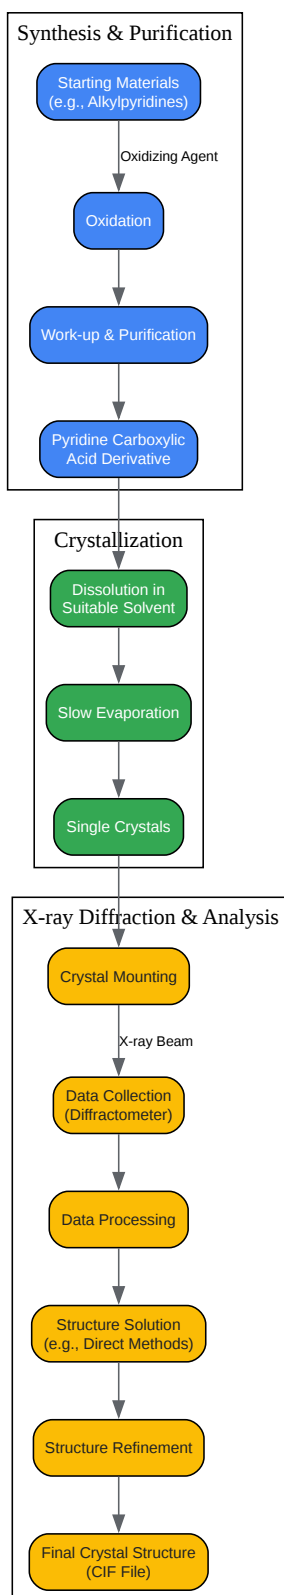 Synthesis & Purification
Starting Materials
(e.g., Alkylpyridines)
Oxidizing Agent
Oxidation
Work-up & Purification
Pyridine Carboxylic
Acid Derivative
Crystallization
Dissolution in
Suitable Solvent
Slow Evaporation
Single Crystals
X-ray Diffraction & Analysis
Crystal Mounting
X-ray Beam
Data Collection
(Diffractometer)
Data Processing
Structure Solution
(e.g., Direct Methods)
Structure Refinement
Final Crystal Structure
(CIF File)